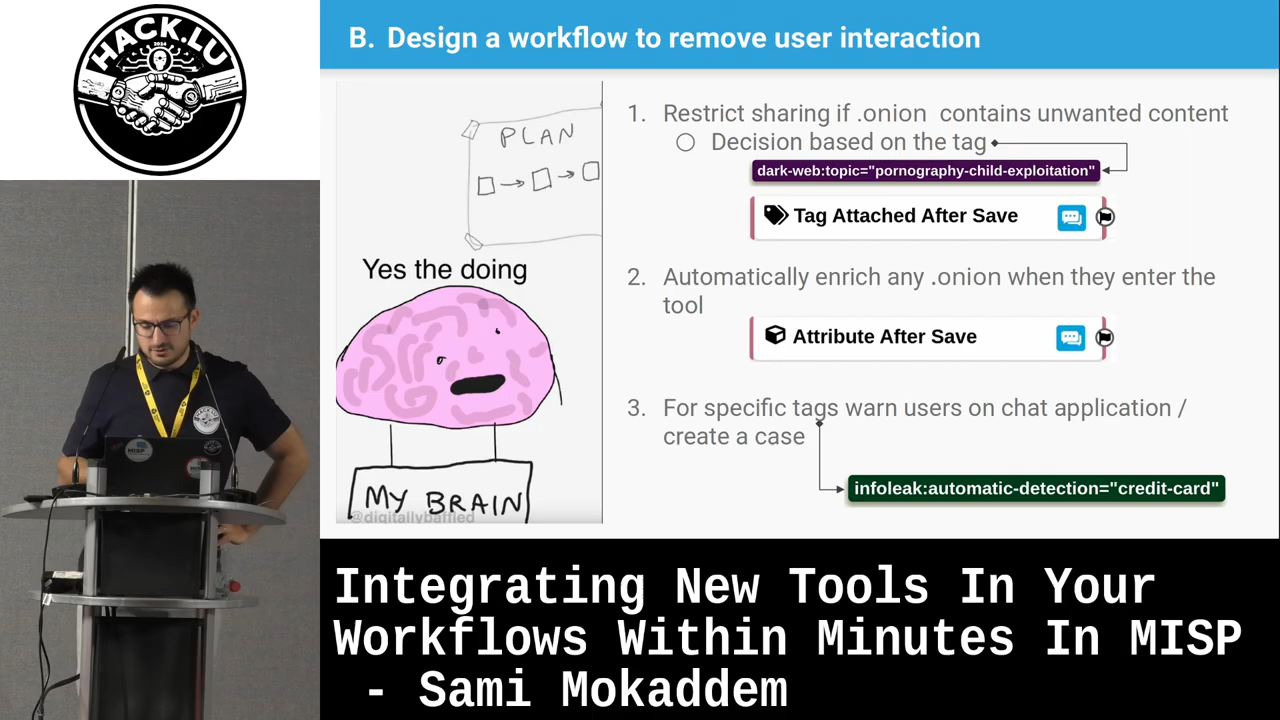 HACK.LU
2024
B. Design a workflow to remove user interaction
PLAN
Yes the doing
MY BRAIN
@digitallybaffled
1. Restrict sharing if .onion contains unwanted content
Decision based on the tag
dark-web:topic="pornography-child-exploitation"
Tag Attached After Save
2. Automatically enrich any .onion when they enter the
tool
Attribute After Save
3. For specific tags warn users on chat application /
create a case
infoleak:automatic-detection="credit-card"
MISP
Integrating New Tools In Your
Workflows Within Minutes In MISP
- Sami Mokaddem